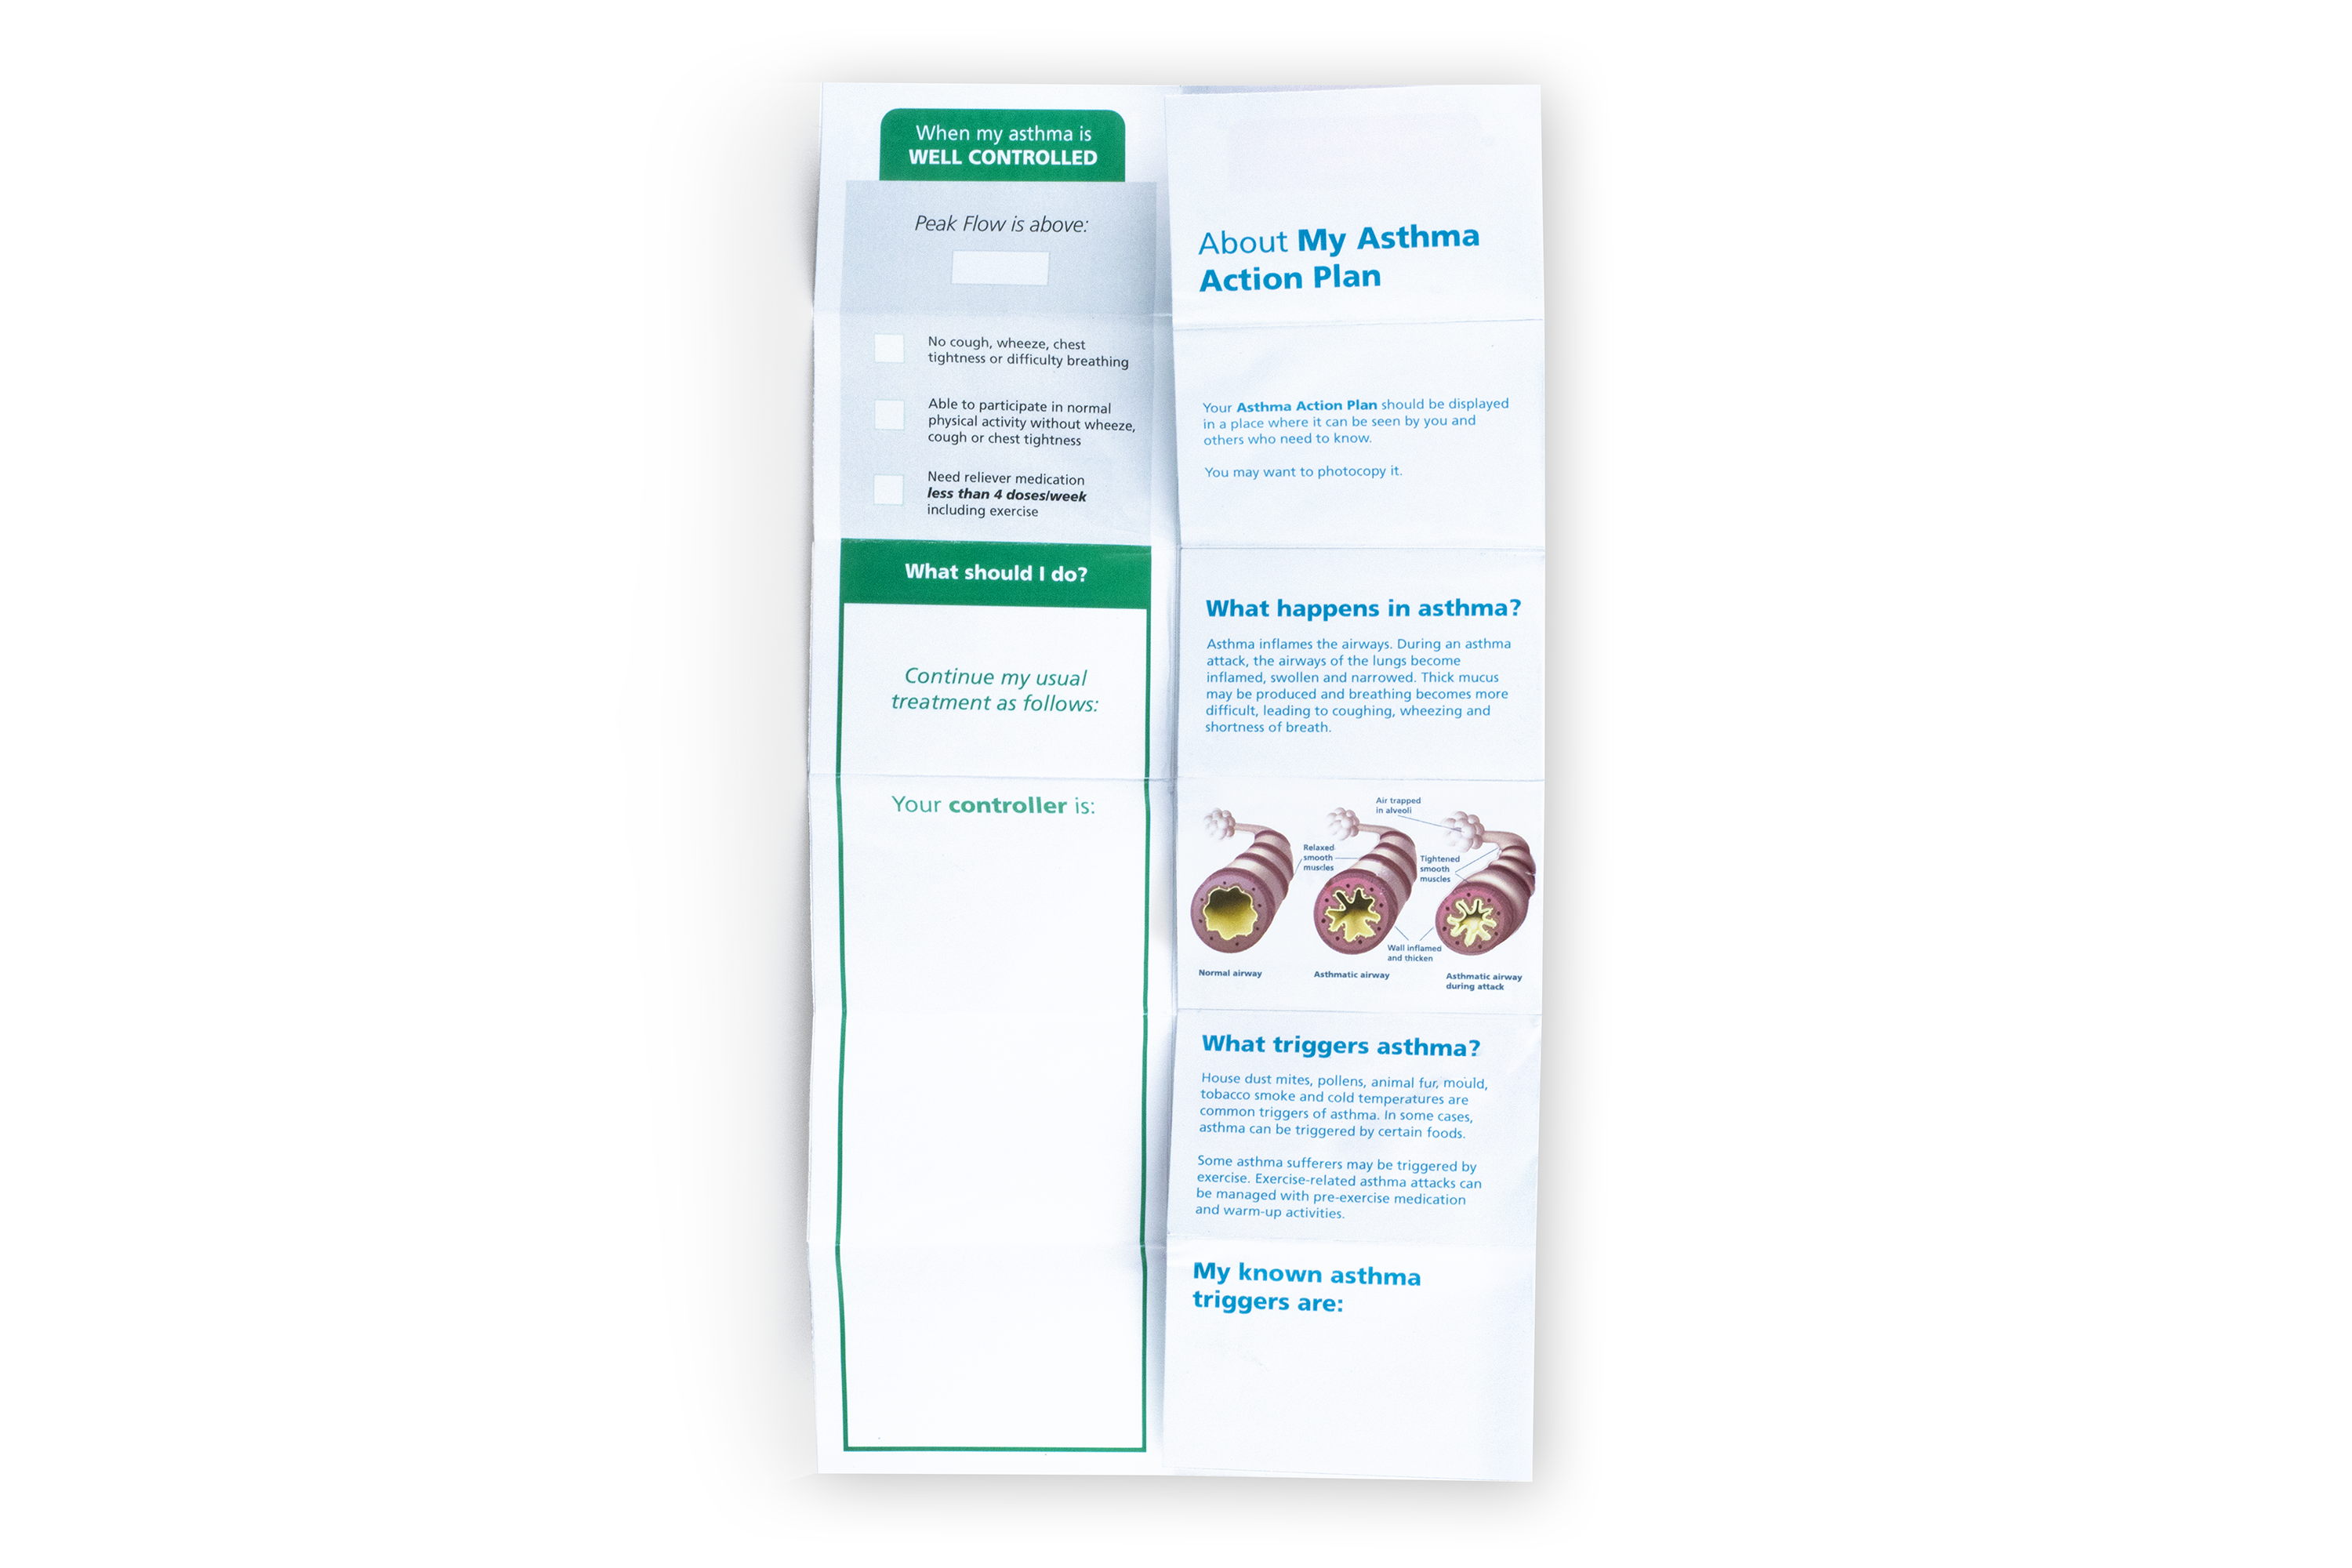 When my asthma is
WELL CONTROLLED
Peak Flow is above:
No cough, wheeze, chest
tightness or difficulty breathing
Able to participate in normal
physical activity without wheeze,
cough or chest tightness
Need reliever medication
less than 4 doses/week
including exercise
What should I do?
Continue my usual
treatment as follows:
Your controller is:
About My Asthma
Action Plan
Your Asthma Action Plan should be displayed
in a place where it can be seen by you and
others who need to know.
You may want to photocopy it.
What happens in asthma?
Asthma inflames the airways. During an asthma
attack, the airways of the lungs become
inflamed, swollen and narrowed. Thick mucus
may be produced and breathing becomes more
difficult, leading to coughing, wheezing and
shortness of breath.
Air trapped
in alveoli
Relaxed
smooth
muscles
Tightened
smooth
muscles
Wall inflamed
and thicken
Normal airway
Asthmatic airway
Asthmatic airway
during attack
What triggers asthma?
House dust mites, pollens, animal fur, mould,
tobacco smoke and cold temperatures are
common triggers of asthma. In some cases,
asthma can be triggered by certain foods.
Some asthma sufferers may be triggered by
exercise. Exercise-related asthma attacks can
be managed with pre-exercise medication
and warm-up activities.
My known asthma
triggers are: